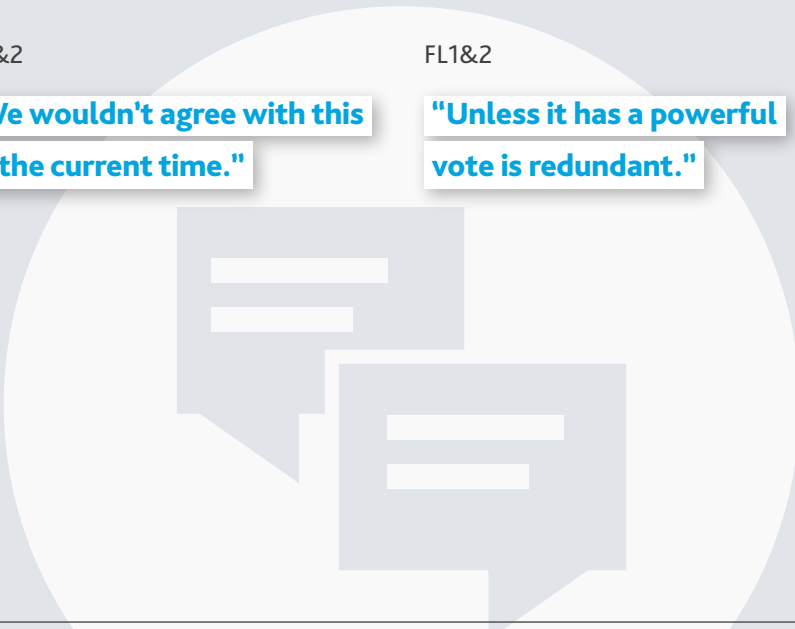 &2
FL1&2
e wouldn't agree with this
the current time."
"Unless it has a powerful
vote is redundant."